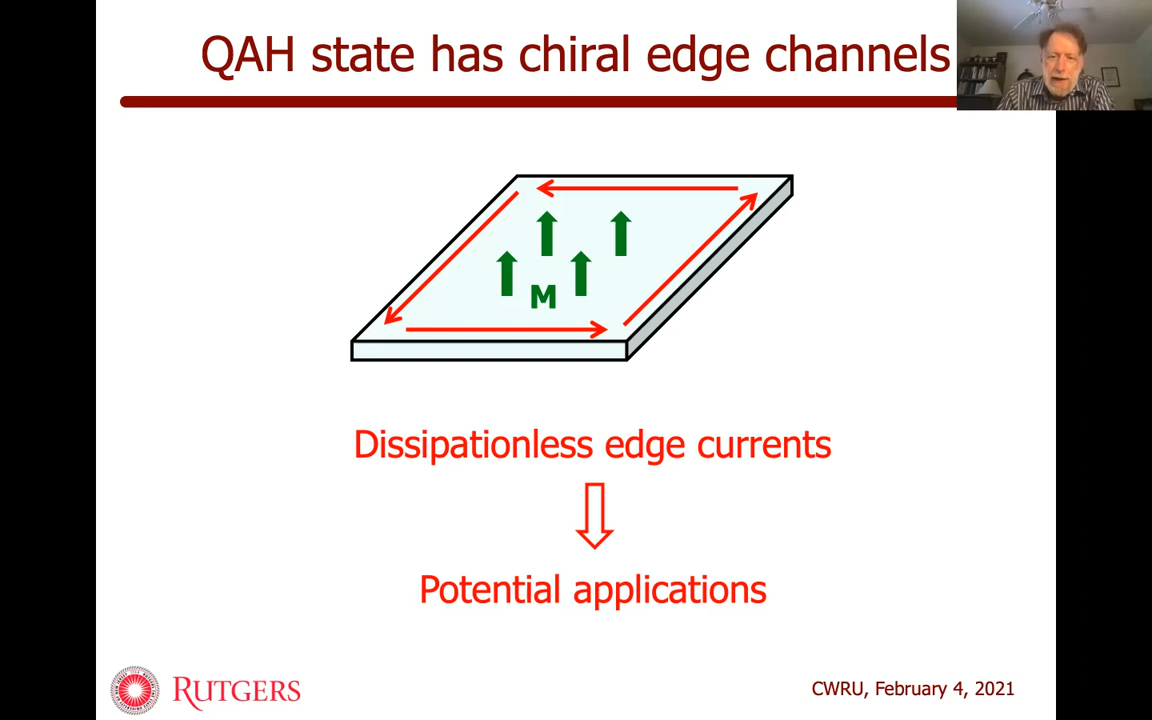 QAH state has chiral edge channels
M
Dissipationless edge currents
Potential applications
RUTGERS
CWRU, February 4, 2021